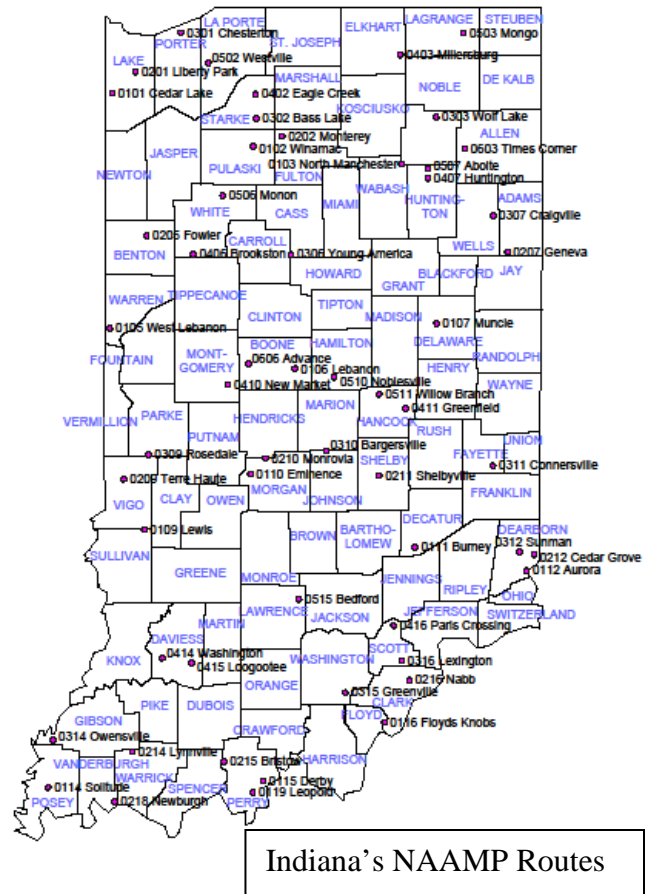 LA PORTE
0301 Chesterton
PORTER
ST. JOSEPH
ELKHART
LAGRANGE
STEUBEN
0503 Mongo
LAKE
0502 Westville
0403 Millersburg
0201 Liberty Park
MARSHALL
NOBLE
DE KALB
0101 Cedar Lake
0402 Eagle Creek
KOSCIUSKO
STARKE
0302 Bass Lake
0303 Wolf Lake
ALLEN
0202 Monterey
0102 Winamac
0603 Times Corner
JASPER
PULASKI
0103 North Manchester
0507 Aboite
NEWTON
FULTON
0407 Huntington
0506 Monon
MIAMI
WABASH
HUNTING-
TON
ADAMS
WHITE
CASS
0307 Craigville
0205 Fowler
CARROLL
WELLS
BENTON
0406 Brookston
0306 Young America
0207 Geneva
HOWARD
BLACKFORD
JAY
GRANT
WARREN
TIPPECANOE
TIPTON
CLINTON
MADISON
0105 West Lebanon
0107 Muncie
BOONE
HAMILTON
DELAWARE
FOUNTAIN
MONT-
GOMERY
0606 Advance
0106 Lebanon
HENRY
RANDOLPH
0510 Noblesville
0410 New Market
WAYNE
0511 Willow Branch
MARION
0411 Greenfield
VERMILLION
PARKE
HENDRICKS
HANCOCK
RUSH
PUTNAM
UNION
0310 Bargersville
FAYETTE
0309 Rosedale
0210 Monrovia
SHELBY
0311 Connersville
0209 Terre Haute
0110 Eminence
0211 Shelbyville
VIGO
CLAY
OWEN
MORGAN
JOHNSON
FRANKLIN
DECATUR
0109 Lewis
BROWN
BARTHO-
LOMEW
DEARBORN
0312 Sunman
0111 Burney
0212 Cedar Grove
SULLIVAN
0112 Aurora
GREENE
MONROE
JENNINGS
RIPLEY
OHIO
0515 Bedford
LAWRENCE
JACKSON
JEFFERSON
SWITZERLAND
MARTIN
0416 Paris Crossing
DAVIESS
KNOX
0414 Washington
0415 Loogootee
WASHINGTON
SCOTT
0316 Lexington
ORANGE
0216 Nabb
0315 Greenville
CLARK
PIKE
DUBOIS
FLOYD
GIBSON
CRAWFORD
0116 Floyds Knobs
0314 Owensville
0214 Lynnville
HARRISON
VANDERBURGH
0215 Bristow
WARRICK
0114 Solitude
SPENCER
0115 Derby
0119 Leopold
POSEY
0218 Newburgh
PERRY
Indiana's NAAMP Routes